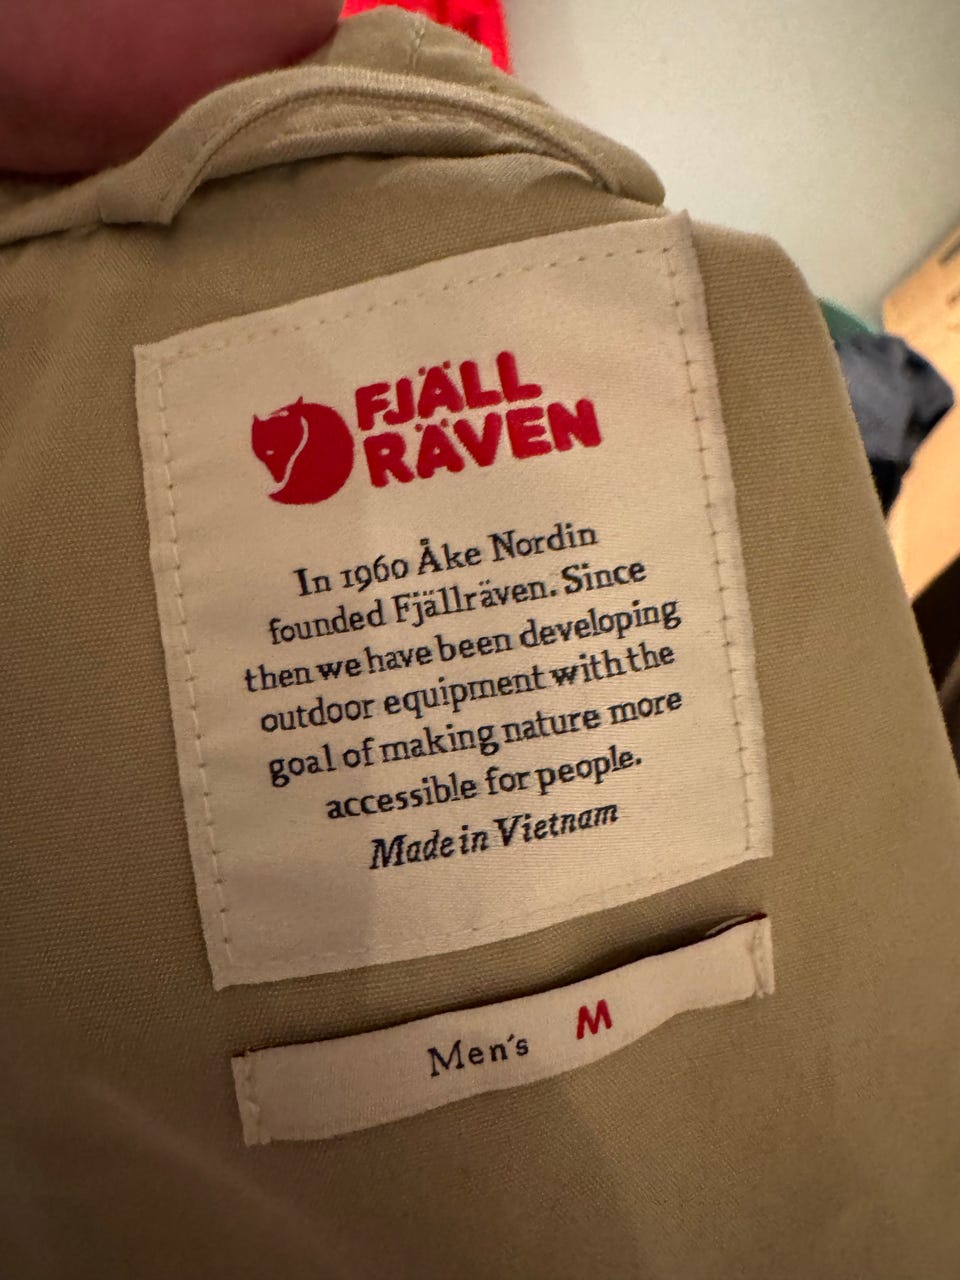 FJÄLL
RÄVEN
In 1960 Åke Nordin
founded Fjällräven. Since
then we have been developing
outdoor equipment with the
goal of making nature more
accessible for people.
Made in Vietnam
Men's M